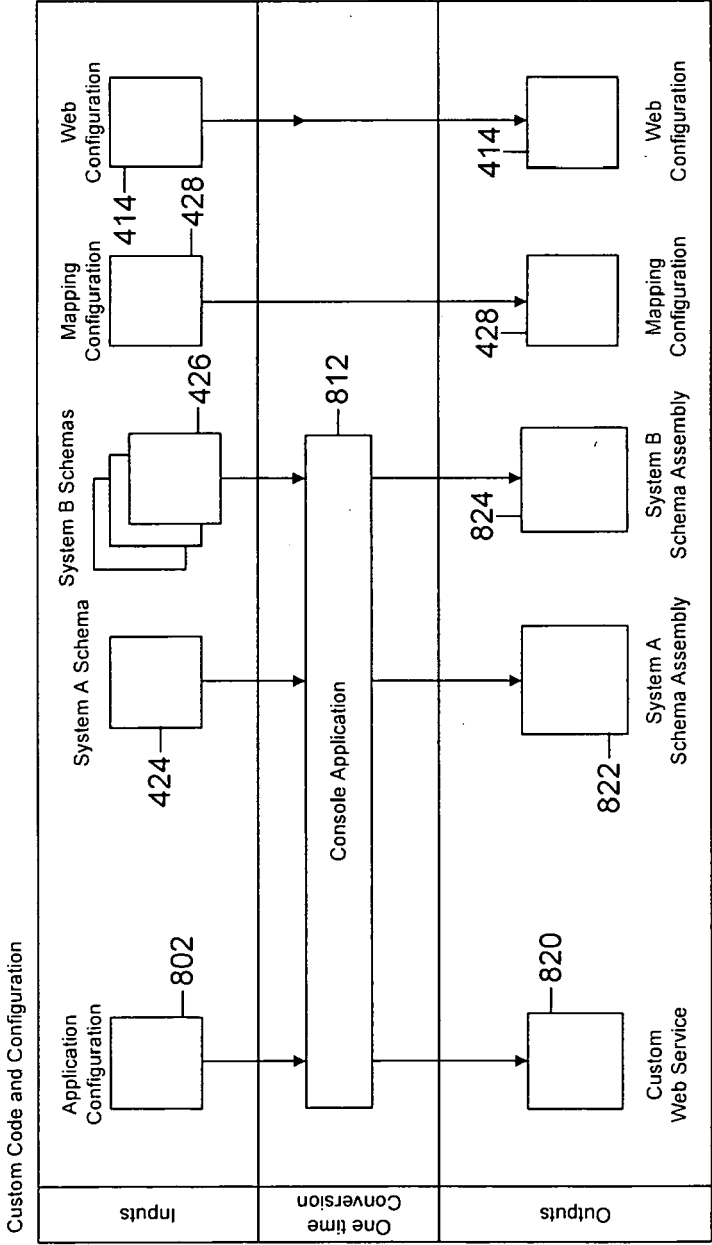 Custom Code and Configuration
Inputs
Application
Configuration
802
System A Schema
424
System B Schemas
426
Mapping
Configuration
428
Web
Configuration
414
One time
Conversion
Console Application
812
Outputs
820
Custom
Web Service
822
System A
Schema Assembly
824
System B
Schema Assembly
428
Mapping
Configuration
414
Web
Configuration